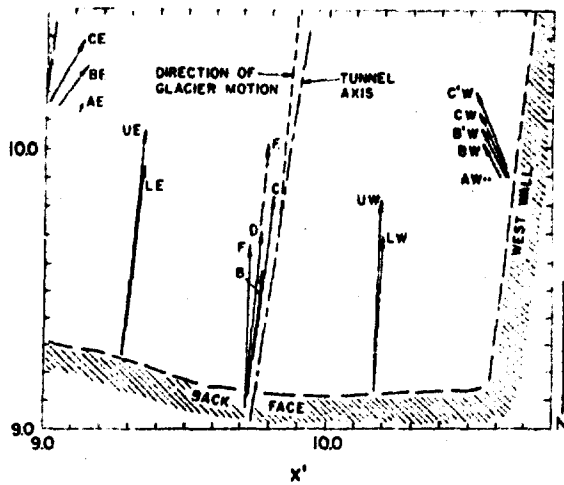 CE
BF
AE
DIRECTION OF
GLACIER MOTION
TUNNEL
AXIS
C'W
CW
B'W
BW
AW
10.0
UE
LE
F
C
D
F
B
UW
LW
WEST WALL
BACK FACE
9.0
9.0
10.0
X'